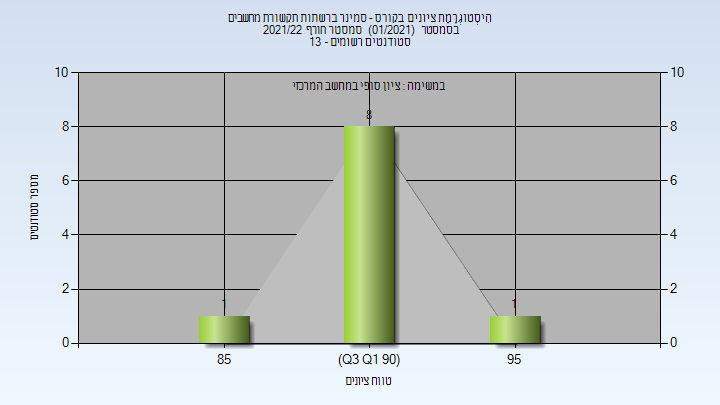 היסטוגרמת ציונים בקורס - סמינר ברשתות תקשורת מחשבים
בסמסטר (01/2021) סמסטר חורף 2021/22
סטודנטים רשומים - 13
במשימה : ציון סופי במחשב המרכזי
10 10
8 8
8
6 6
4 4
2 2
1 1
0 0
85 (Q3 Q1 90) 95
מספר סטודנטים
טווח ציונים